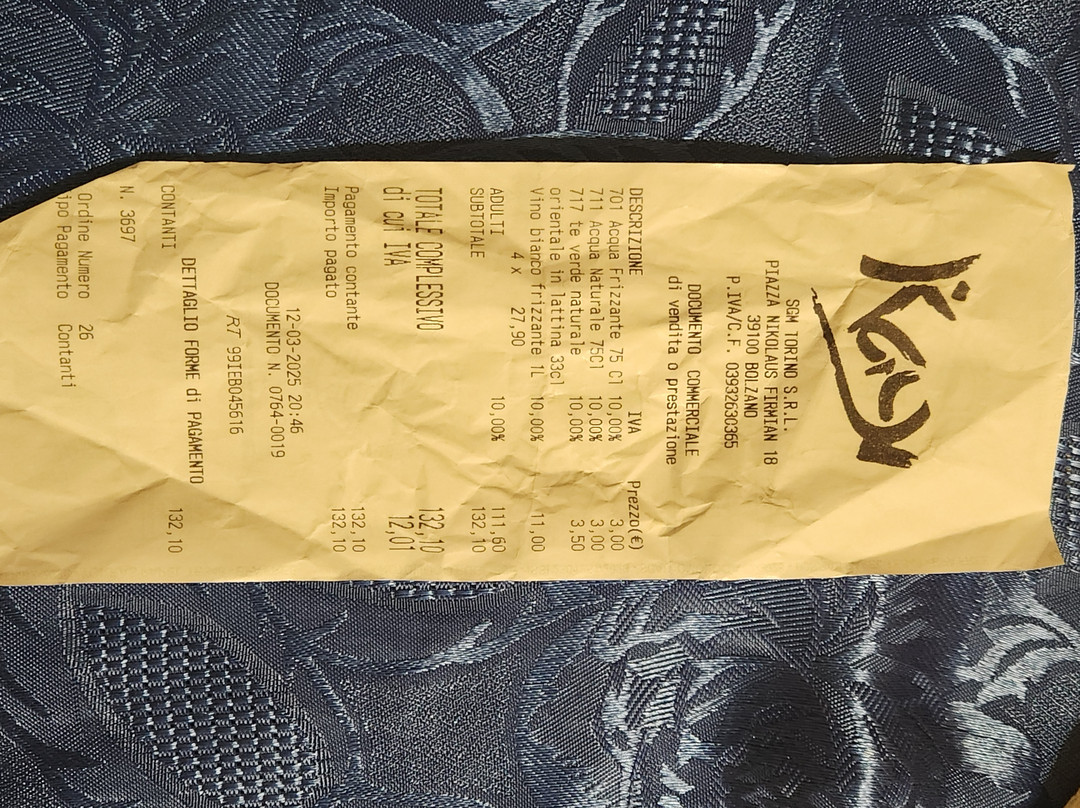 SGM TORINO S.R.L.
PIAZZA NIKOLAUS FIRMIAN 18
39100 BOLZANO
P.IVA/C.F. 03932630365
DOCUMENTO COMMERCIALE
di vendita o prestazione
DESCRIZIONE IVA Prezzo(€)
701 Acqua Frizzante 75 Cl 10,00% 3,00
711 Acqua Naturale 75Cl 10,00% 3,00
717 te verde naturale 10,00% 3,50
orientale in lattina 33cl
Vino bianco frizzante 1L 10,00% 11,00
4 x 27,90
ADULTI 10,00% 111,60
SUBTOTALE 132,10
TOTALE COMPLESSIVO 132,10
di cui IVA 12,01
Pagamento contante 132,10
Importo pagato 132,10
12-03-2025 20:46
DOCUMENTO N. 0764-0019
RT 99IEB045616
DETTAGLIO FORME di PAGAMENTO
CONTANTI 132,10
N. 3697
Ordine Numero 26
ipo Pagamento Contanti